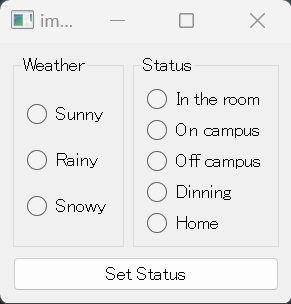 im...
Weather
Sunny
Rainy
Snowy
Status
In the room
On campus
Off campus
Dinning
Home
Set Status